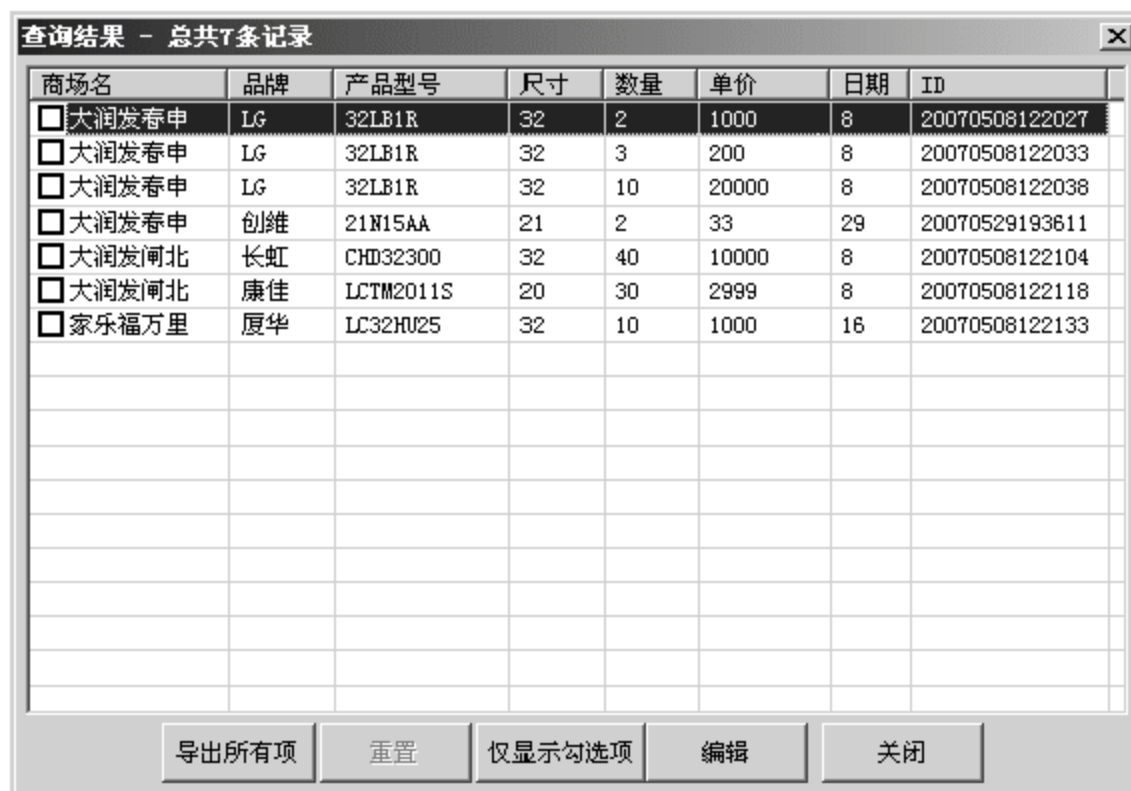 查询结果 - 总共7条记录
商场名 品牌 产品型号 尺寸 数量 单价 日期 ID
大润发春申 LG 32LB1R 32 2 1000 8 20070508122027
大润发春申 LG 32LB1R 32 3 200 8 20070508122033
大润发春申 LG 32LB1R 32 10 20000 8 20070508122038
大润发春申 创维 21N15AA 21 2 33 29 20070529193611
大润发闸北 长虹 CHD32300 32 40 10000 8 20070508122104
大润发闸北 康佳 LCTM2011S 20 30 2999 8 20070508122118
家乐福万里 厦华 LC32HU25 32 10 1000 16 20070508122133
导出所有项 重置 仅显示勾选项 编辑 关闭